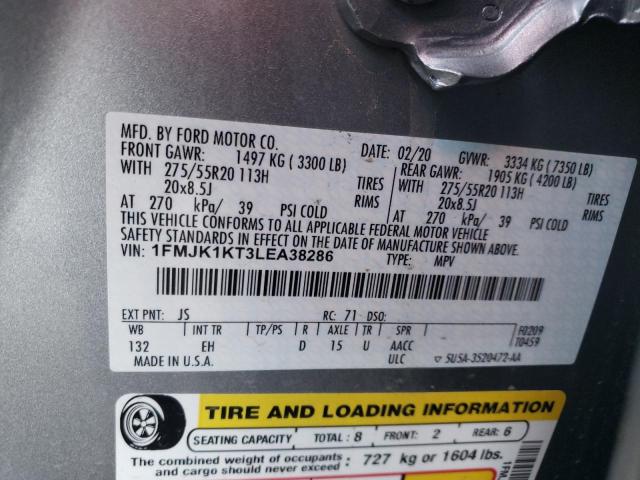 MFD. BY FORD MOTOR CO.
DATE: 02/20 GVWR: 3334 KG (7350 LB)
FRONT GAWR: 1497 KG (3300 LB) REAR GAWR: 1905 KG (4200 LB)
WITH 275/55R20 113H TIRES WITH 275/55R20 113H TIRES
20x8.5J RIMS 20x8.5J RIMS
AT 270 kPa/ 39 PSI COLD AT 270 kPa/ 39 PSI COLD
THIS VEHICLE CONFORMS TO ALL APPLICABLE FEDERAL MOTOR VEHICLE
SAFETY STANDARDS IN EFFECT ON THE DATE OF MANUFACTURE SHOWN ABOVE.
VIN: 1FMJK1KT3LEA38286 TYPE: MPV
EXT PNT: JS RC: 71 DSO:
WB INT TR TP/PS R AXLE TR SPR F0209
132 EH D 15 U AACC T0459
MADE IN U.S.A. ULC ▽ 5U5A-3520472-AA
TIRE AND LOADING INFORMATION
SEATING CAPACITY TOTAL: 8 FRONT: 2 REAR: 6
The combined weight of occupants and cargo should never exceed: 727 kg or 1604 lbs.